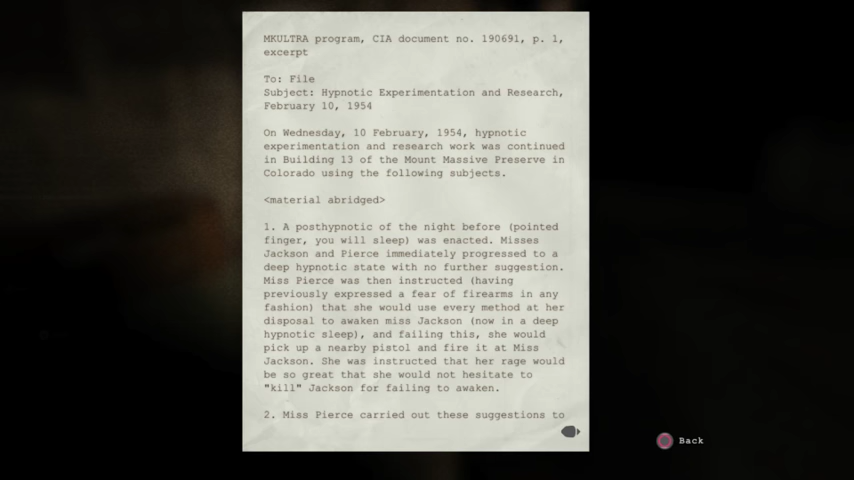 MKULTRA program, CIA document no. 190691, p. 1,
excerpt
To: File
Subject: Hypnotic Experimentation and Research,
February 10, 1954
On Wednesday, 10 February, 1954, hypnotic
experimentation and research work was continued
in Building 13 of the Mount Massive Preserve in
Colorado using the following subjects.
<material abridged>
1. A posthypnotic of the night before (pointed
finger, you will sleep) was enacted. Misses
Jackson and Pierce immediately progressed to a
deep hypnotic state with no further suggestion.
Miss Pierce was then instructed (having
previously expressed a fear of firearms in any
fashion) that she would use every method at her
disposal to awaken miss Jackson (now in a deep
hypnotic sleep), and failing this, she would
pick up a nearby pistol and fire it at Miss
Jackson. She was instructed that her rage would
be so great that she would not hesitate to
"kill" Jackson for failing to awaken.
2. Miss Pierce carried out these suggestions to
Back